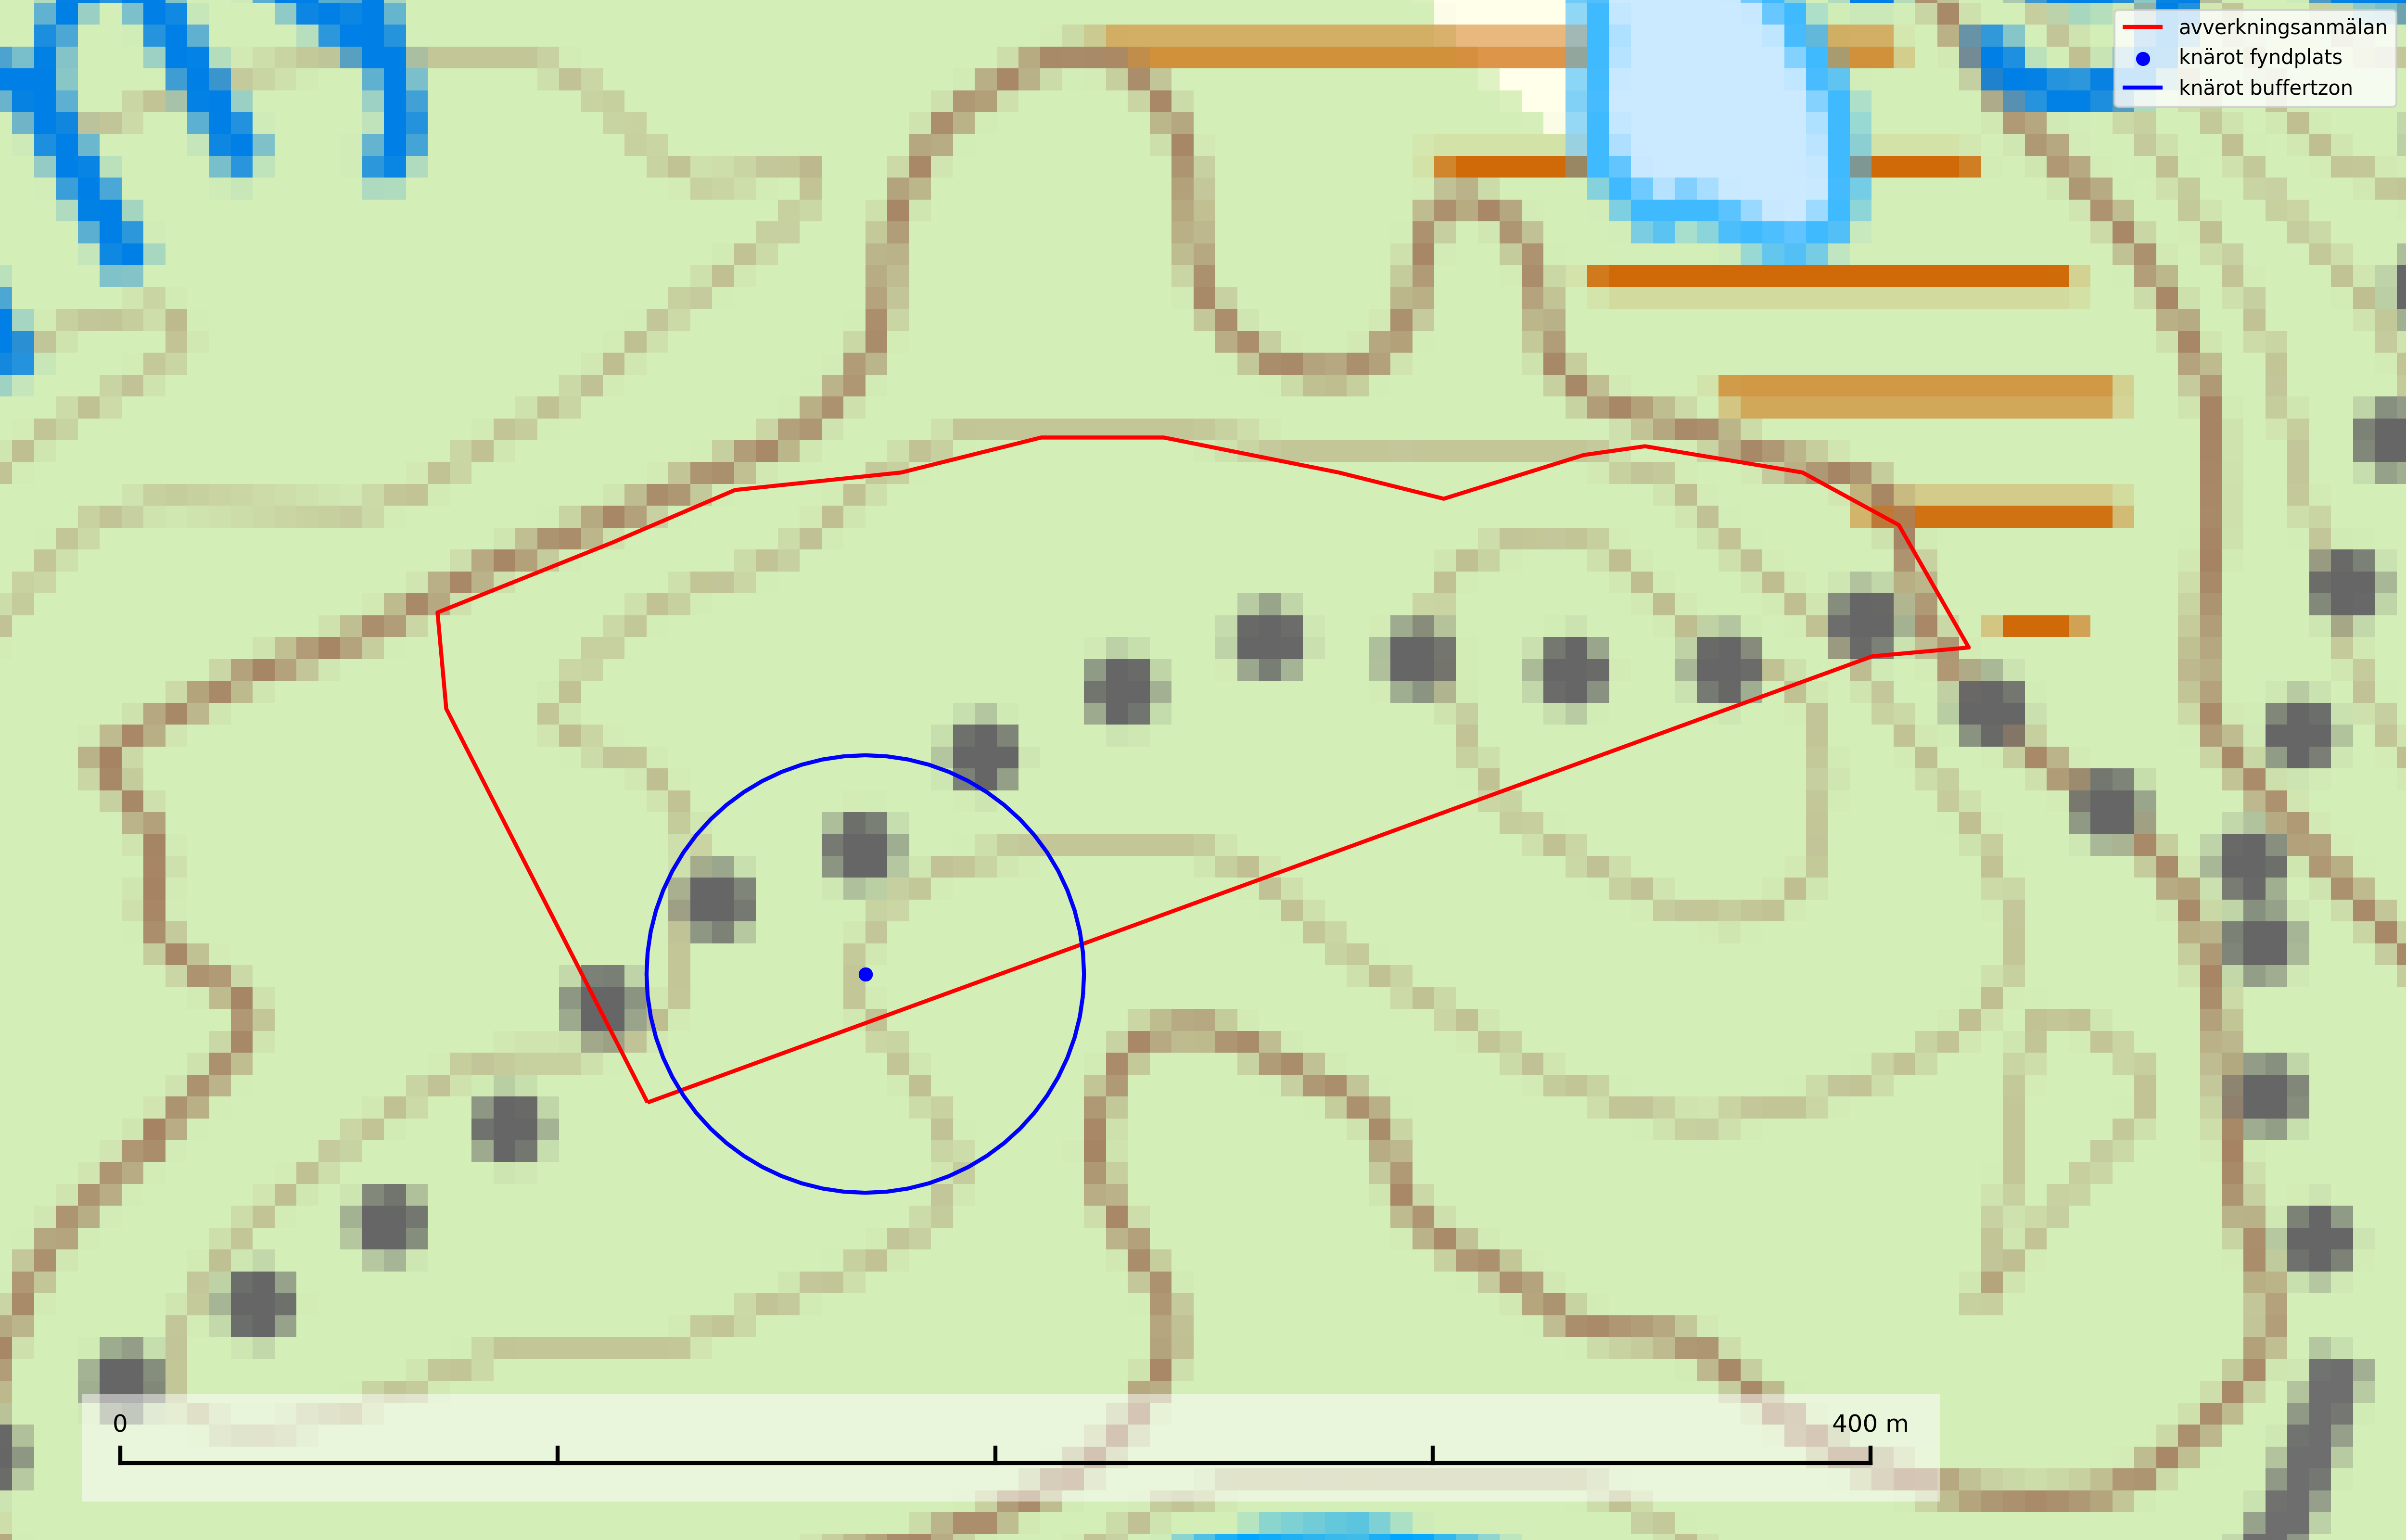 avverkningsanmälan
knärot fyndplats
knärot buffertzon
0
400 m